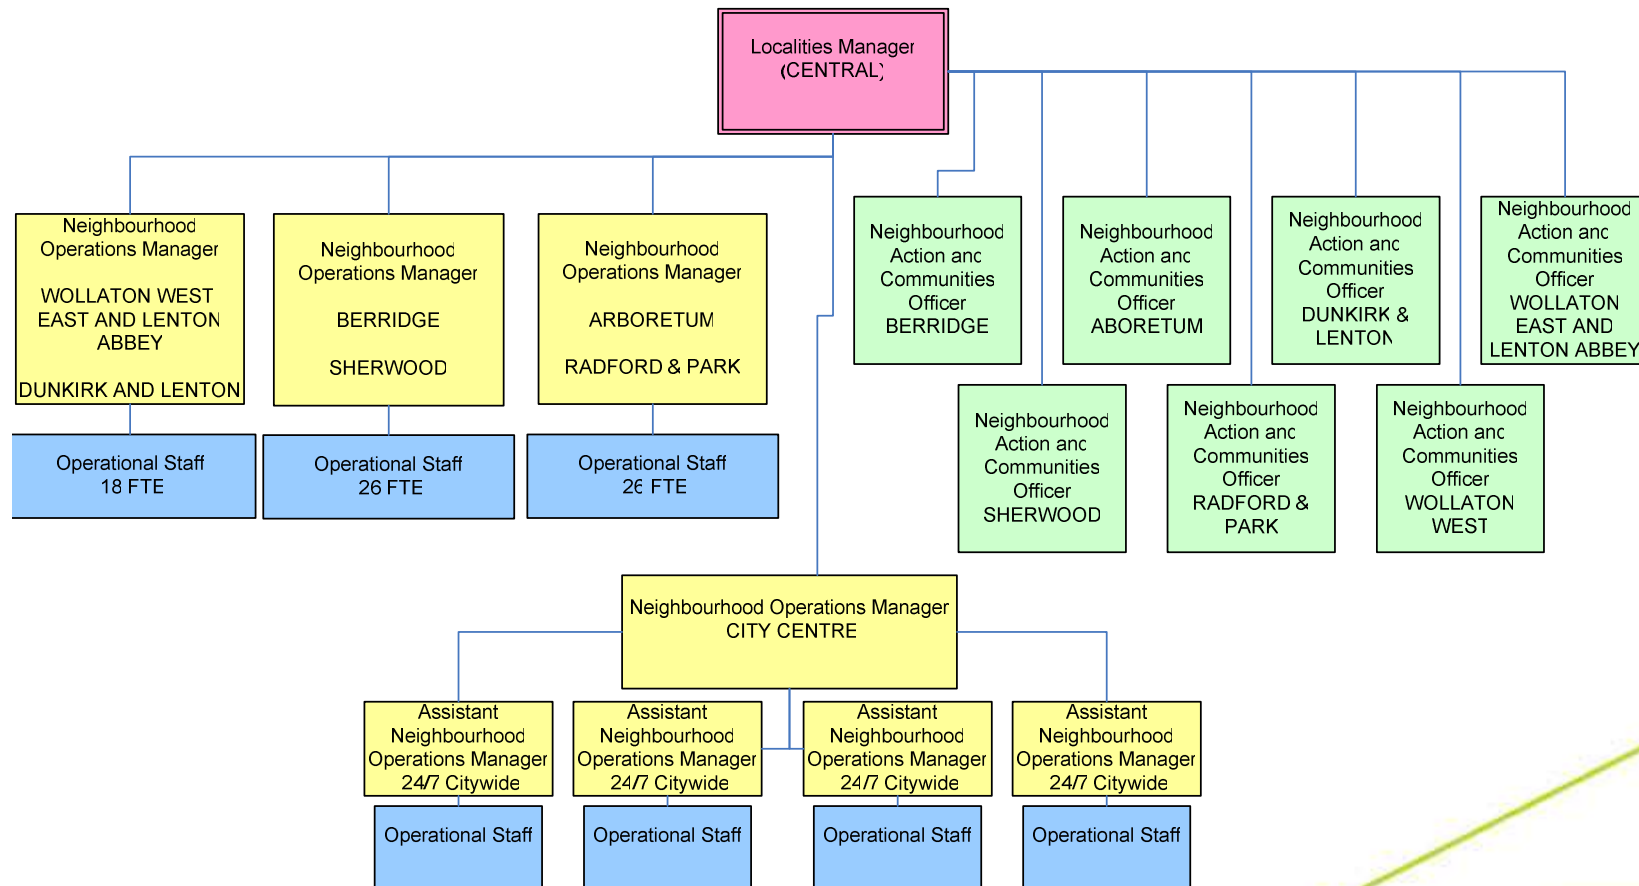 Localities Manager
(CENTRAL)
Neighbourhood
Operations Manager
WOLLATON WEST
EAST AND LENTON
ABBEY
DUNKIRK AND LENTON
Neighbourhood
Operations Manager
BERRIDGE
SHERWOOD
Neighbourhood
Operations Manager
ARBORETUM
RADFORD & PARK
Neighbourhood
Action and
Communities
Officer
BERRIDGE
Neighbourhood
Action and
Communities
Officer
ABORETUM
Neighbourhood
Action and
Communities
Officer
DUNKIRK &
LENTON
Neighbourhood
Action and
Communities
Officer
WOLLATON
EAST AND
LENTON ABBEY
Operational Staff
18 FTE
Operational Staff
26 FTE
Operational Staff
26 FTE
Neighbourhood
Action and
Communities
Officer
SHERWOOD
Neighbourhood
Action and
Communities
Officer
RADFORD &
PARK
Neighbourhood
Action and
Communities
Officer
WOLLATON
WEST
Neighbourhood Operations Manager
CITY CENTRE
Assistant
Neighbourhood
Operations Manager
24/7 Citywide
Assistant
Neighbourhood
Operations Manager
24/7 Citywide
Assistant
Neighbourhood
Operations Manager
24/7 Citywide
Assistant
Neighbourhood
Operations Manager
24/7 Citywide
Operational Staff
Operational Staff
Operational Staff
Operational Staff